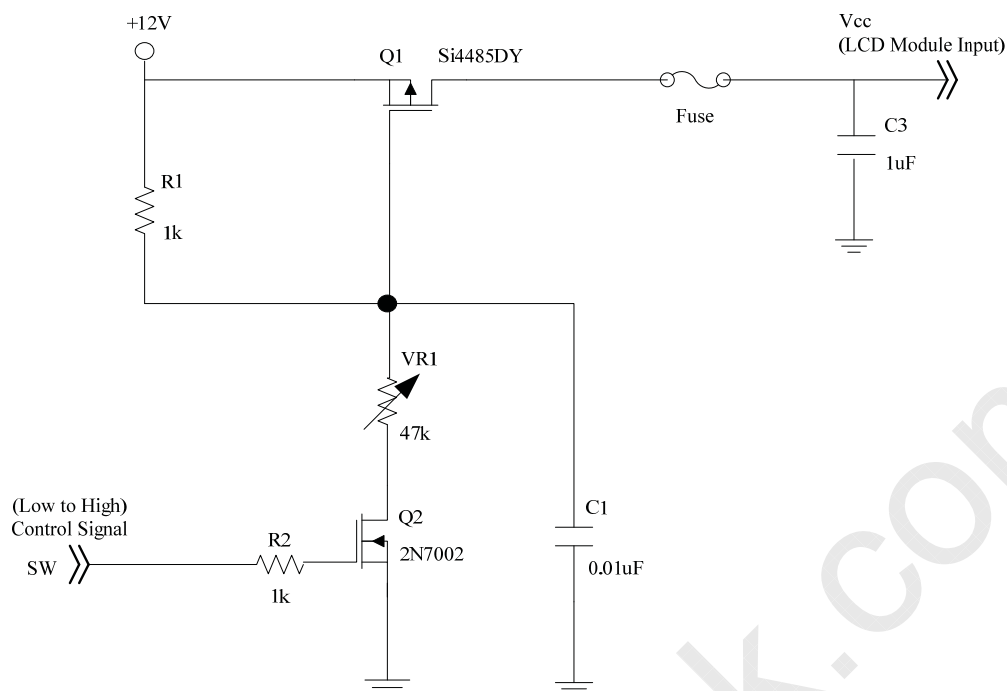 +12V
Q1
Si4485DY
Vcc
(LCD Module Input)
Fuse
C3
1uF
R1
1k
VR1
47k
(Low to High)
Control Signal
SW
R2
1k
Q2
2N7002
C1
0.01uF
k.com